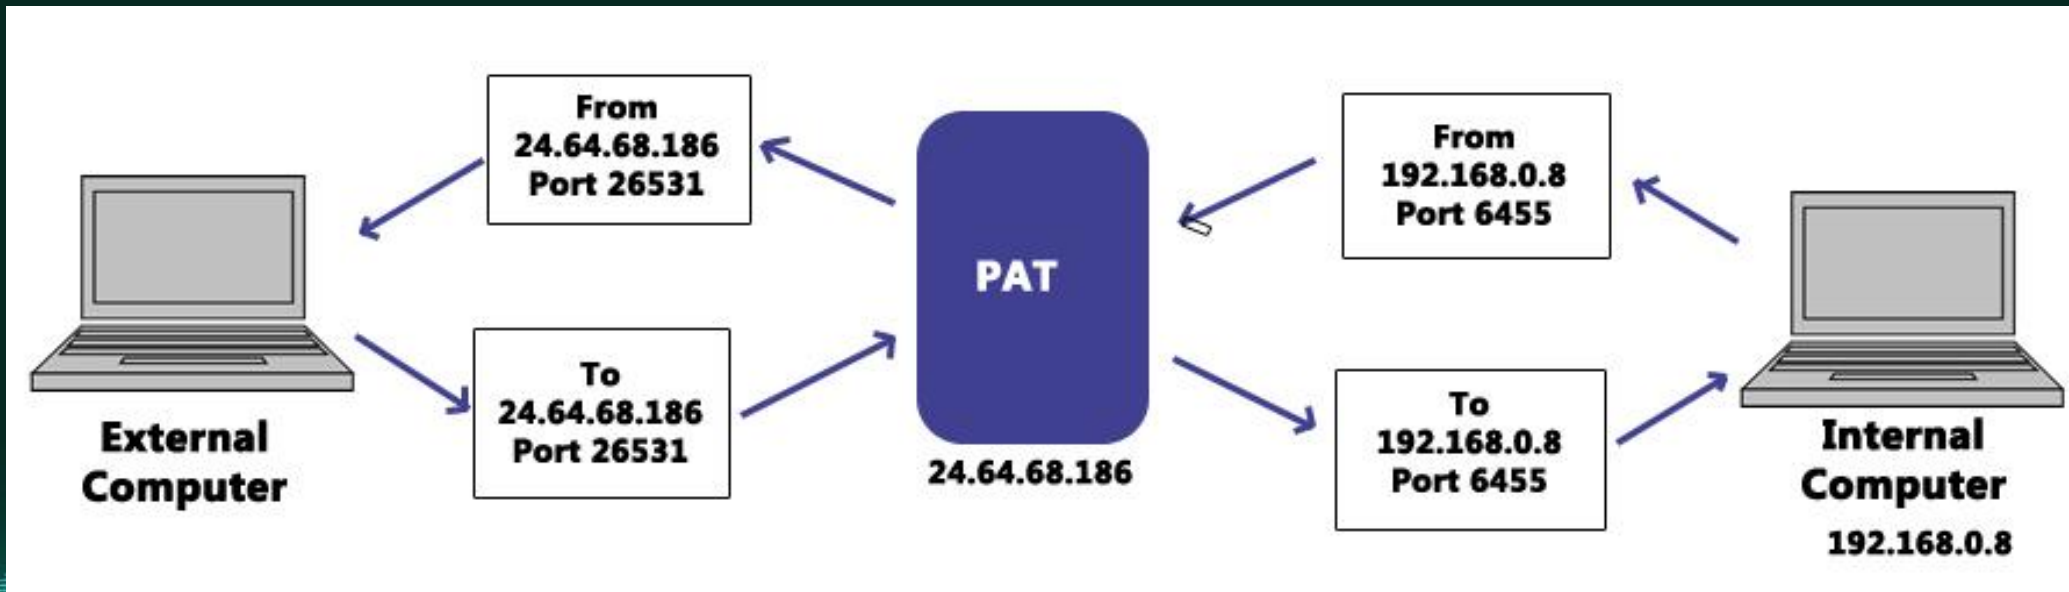 From
24.64.68.186
Port 26531
From
192.168.0.8
Port 6455
PAT
To
24.64.68.186
Port 26531
To
192.168.0.8
Port 6455
External
Computer
24.64.68.186
Internal
Computer
192.168.0.8